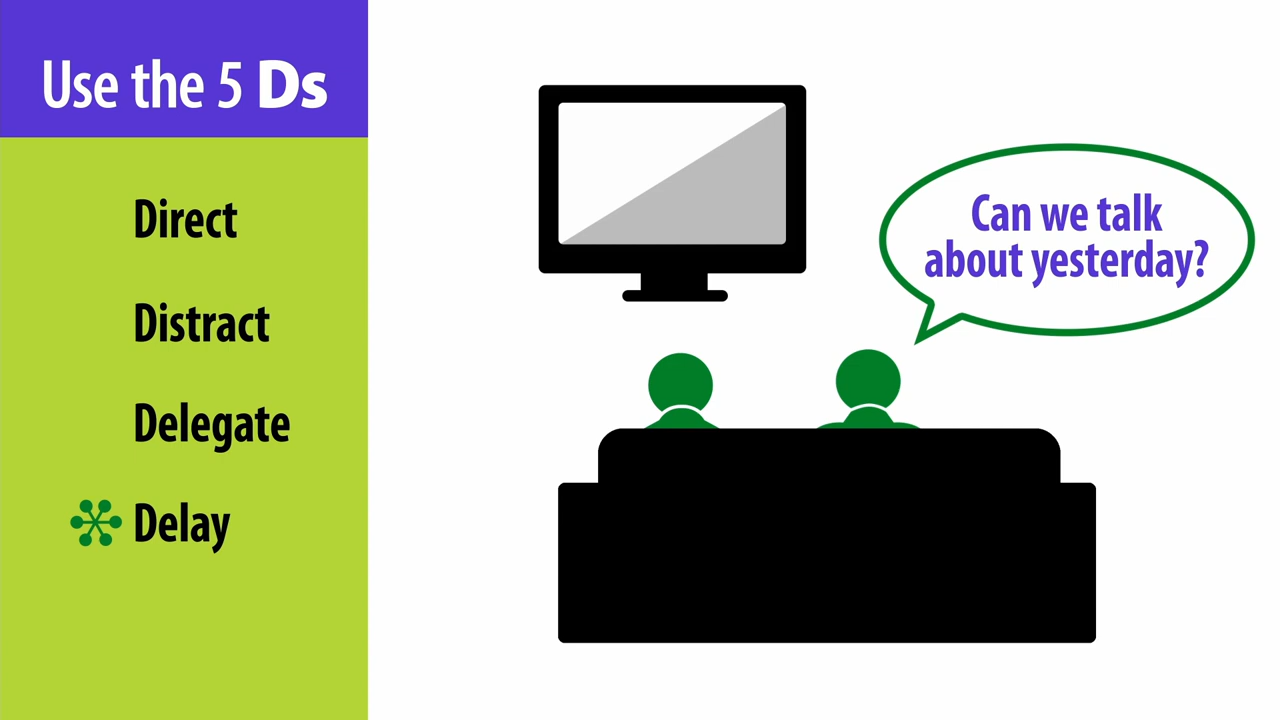 Use the 5 Ds
Direct
Distract
Delegate
Delay
Can we talk
about yesterday?